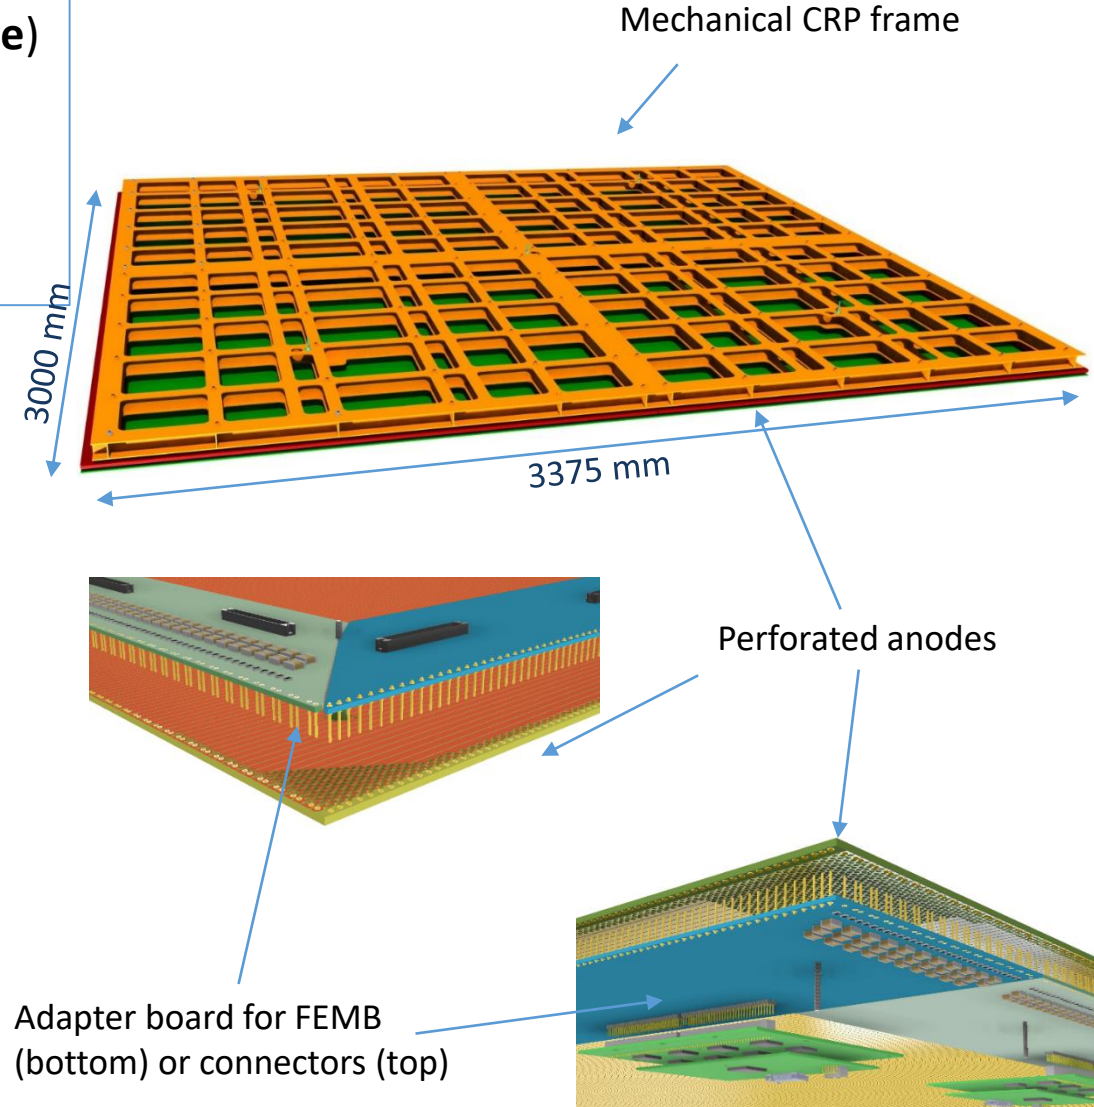 e)
Mechanical CRP frame
3000 mm
3375 mm
Perforated anodes
Adapter board for FEMB
(bottom) or connectors (top)